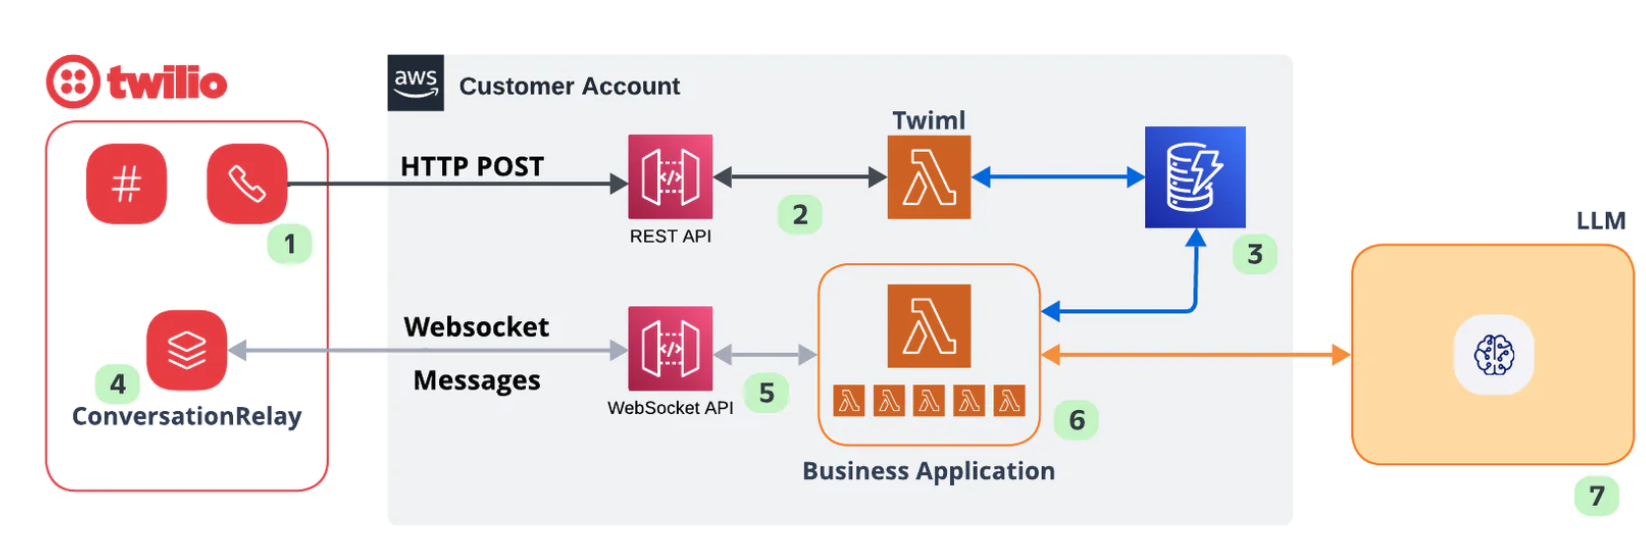 twilio
aws
Customer Account
Twiml
HTTP POST
#
1
2
REST API
3
LLM
Websocket
Messages
4
ConversationRelay
WebSocket API
5
6
Business Application
7